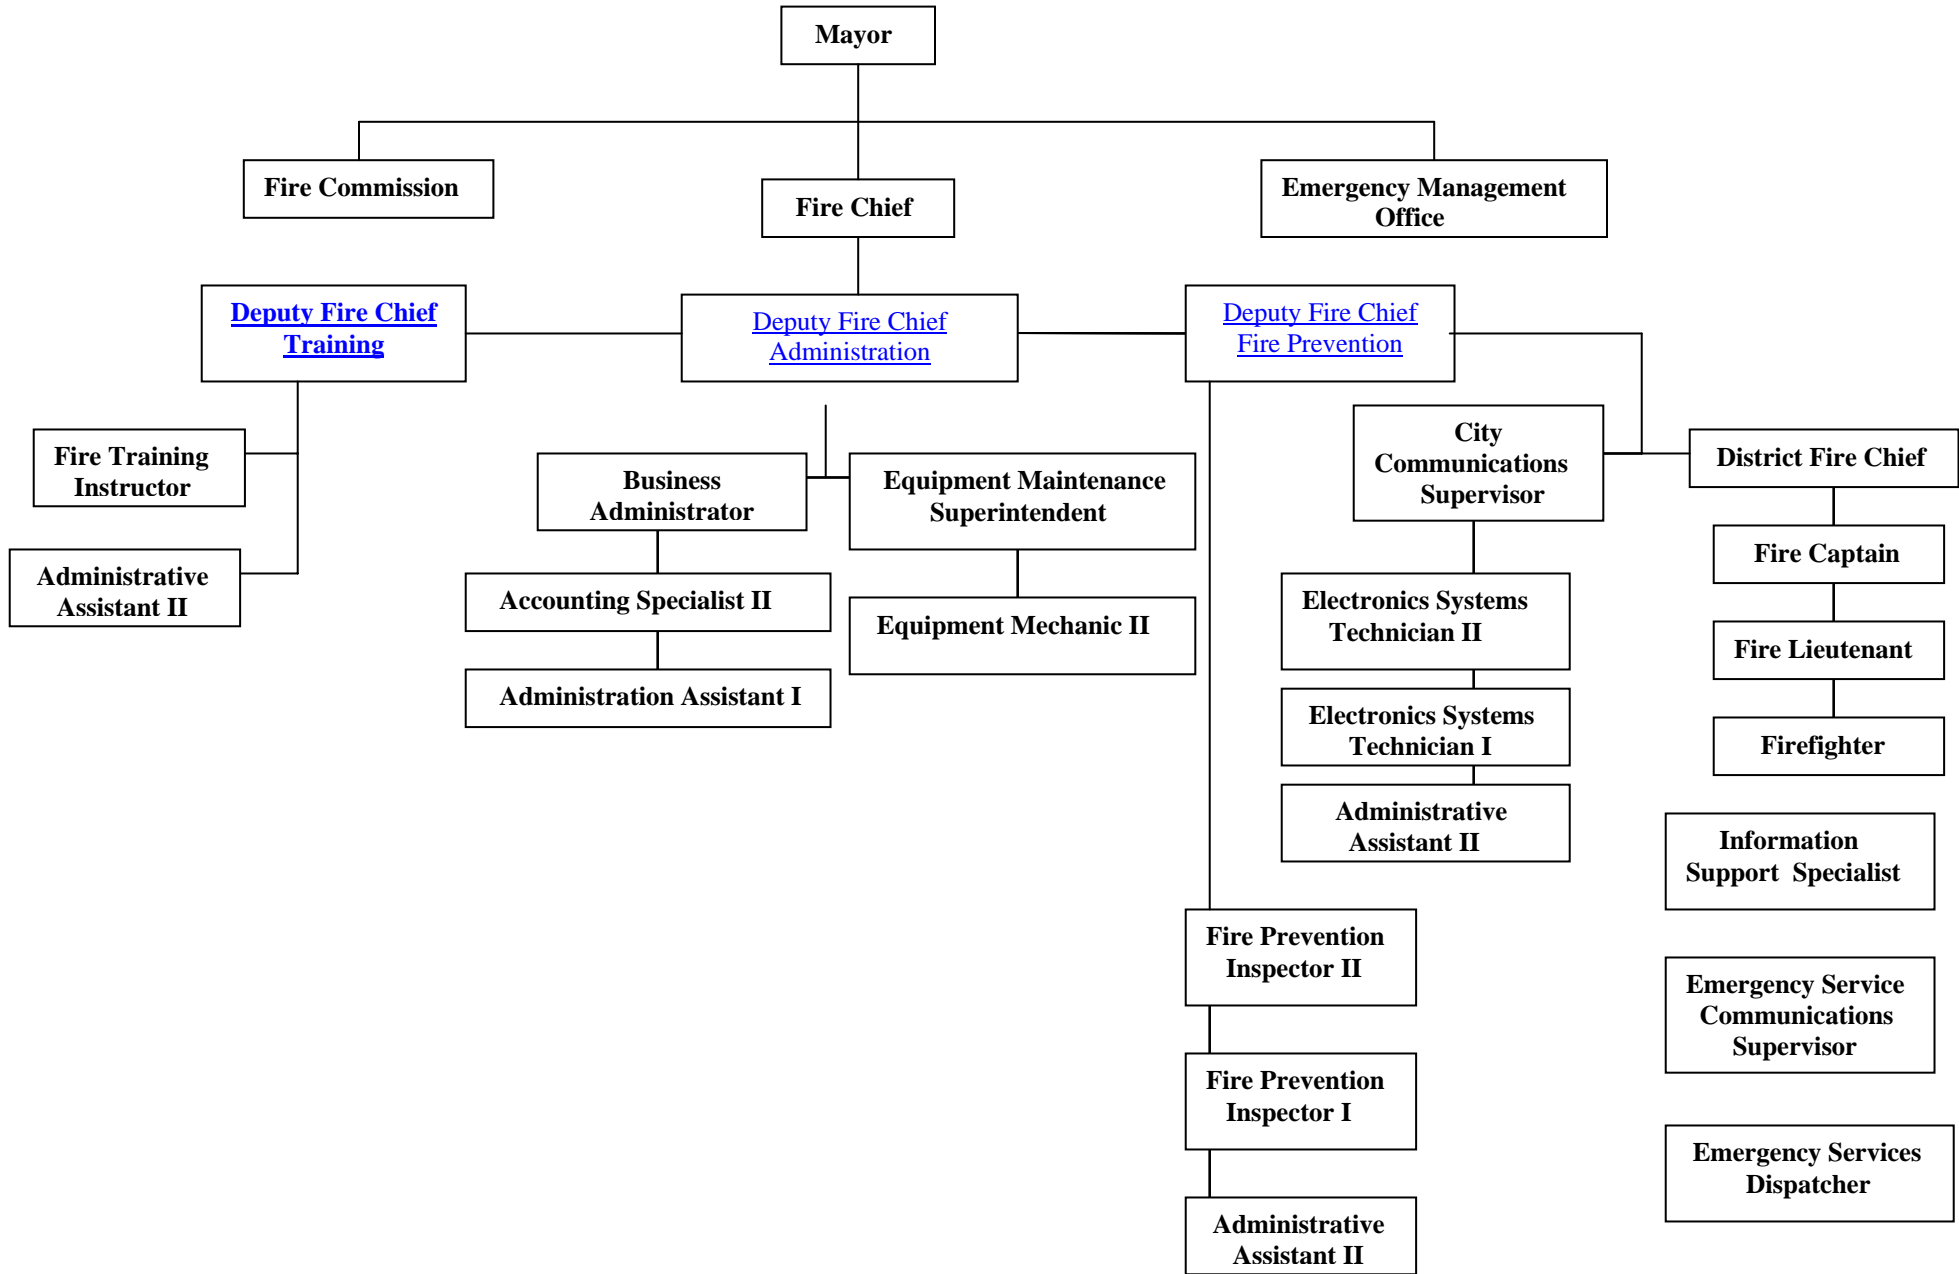 Mayor
Fire Commission
Fire Chief
Emergency Management
Office
Deputy Fire Chief
Training
Deputy Fire Chief
Administration
Deputy Fire Chief
Fire Prevention
Fire Training
Instructor
Administrative
Assistant II
Business
Administrator
Accounting Specialist II
Administration Assistant I
Equipment Maintenance
Superintendent
Equipment Mechanic II
City
Communications
Supervisor
Electronics Systems
Technician II
Electronics Systems
Technician I
Administrative
Assistant II
District Fire Chief
Fire Captain
Fire Lieutenant
Firefighter
Information
Support  Specialist
Emergency Service
Communications
Supervisor
Emergency Services
Dispatcher
Fire Prevention
Inspector II
Fire Prevention
Inspector I
Administrative
Assistant II